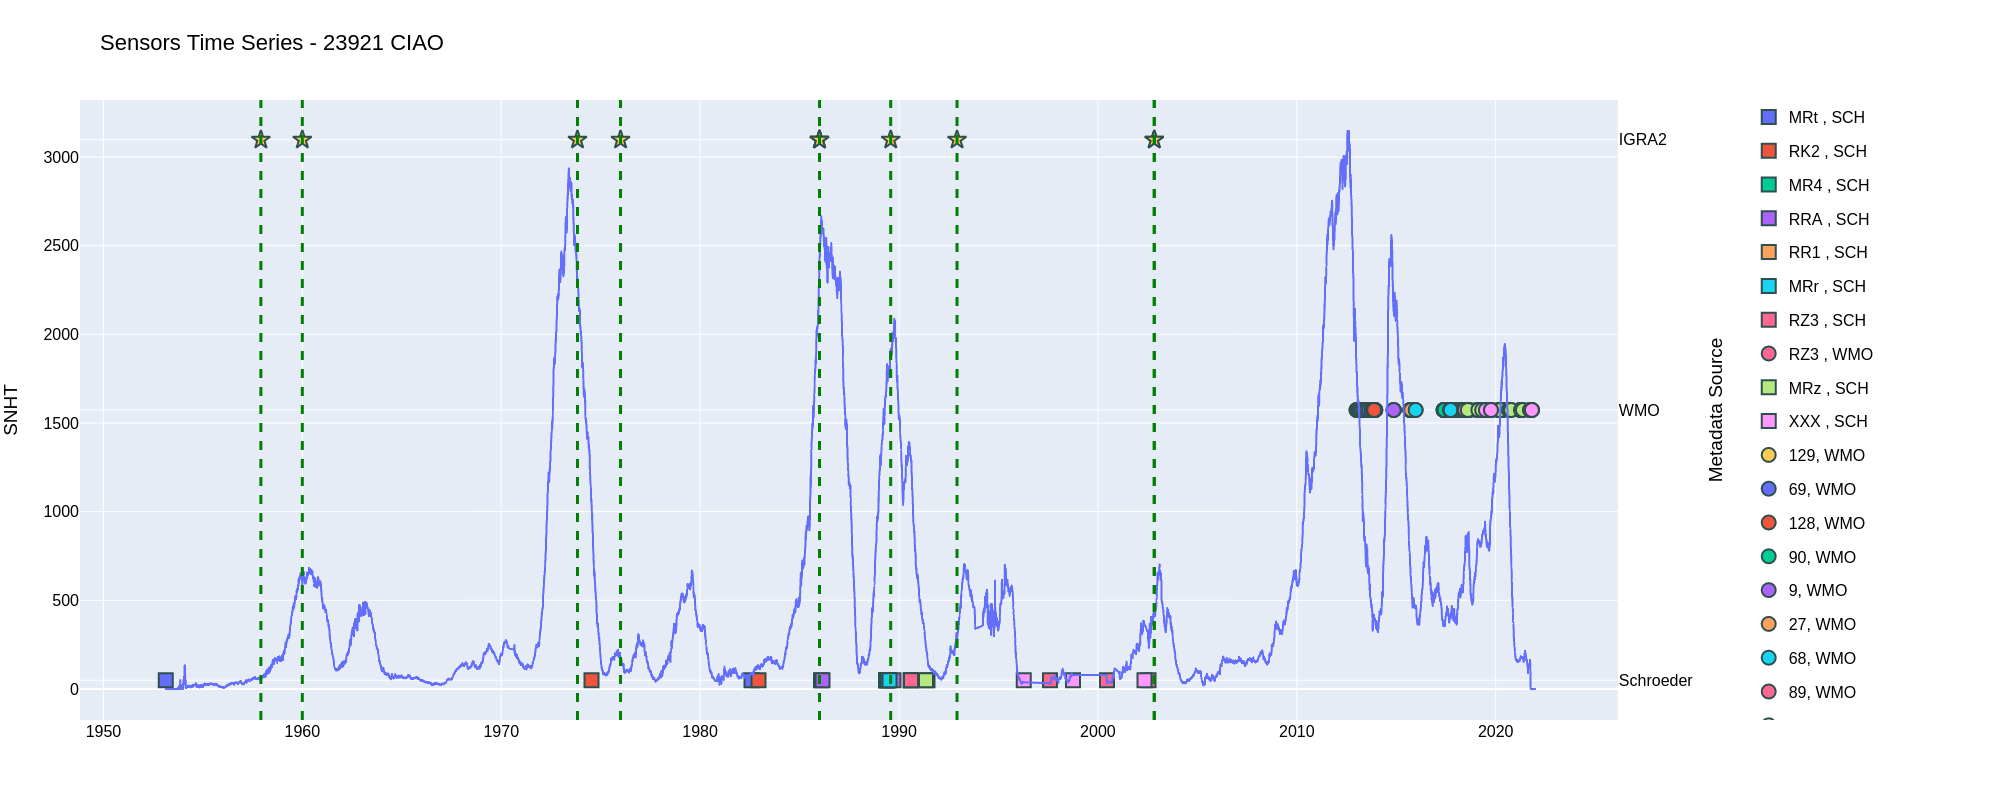 Sensors Time Series - 23921 CIAO
SNHT
3000
2500
2000
1500
1000
500
0
1950
1960
1970
1980
1990
2000
2010
2020
IGRA2
WMO
Schroeder
Metadata Source
MRt , SCH
RK2 , SCH
MR4 , SCH
RRA , SCH
RR1 , SCH
MRr , SCH
RZ3 , SCH
RZ3 , WMO
MRz , SCH
XXX , SCH
129, WMO
69, WMO
128, WMO
90, WMO
9, WMO
27, WMO
68, WMO
89, WMO